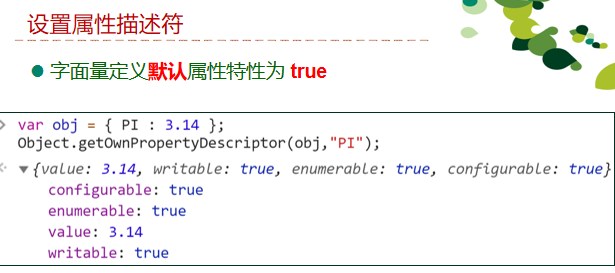 设置属性描述符
字面量定义默认属性特性为 true
var obj = { PI : 3.14 };
Object.getOwnPropertyDescriptor(obj,"PI");
{value: 3.14, writable: true, enumerable: true, configurable: true}
configurable: true
enumerable: true
value: 3.14
writable: true